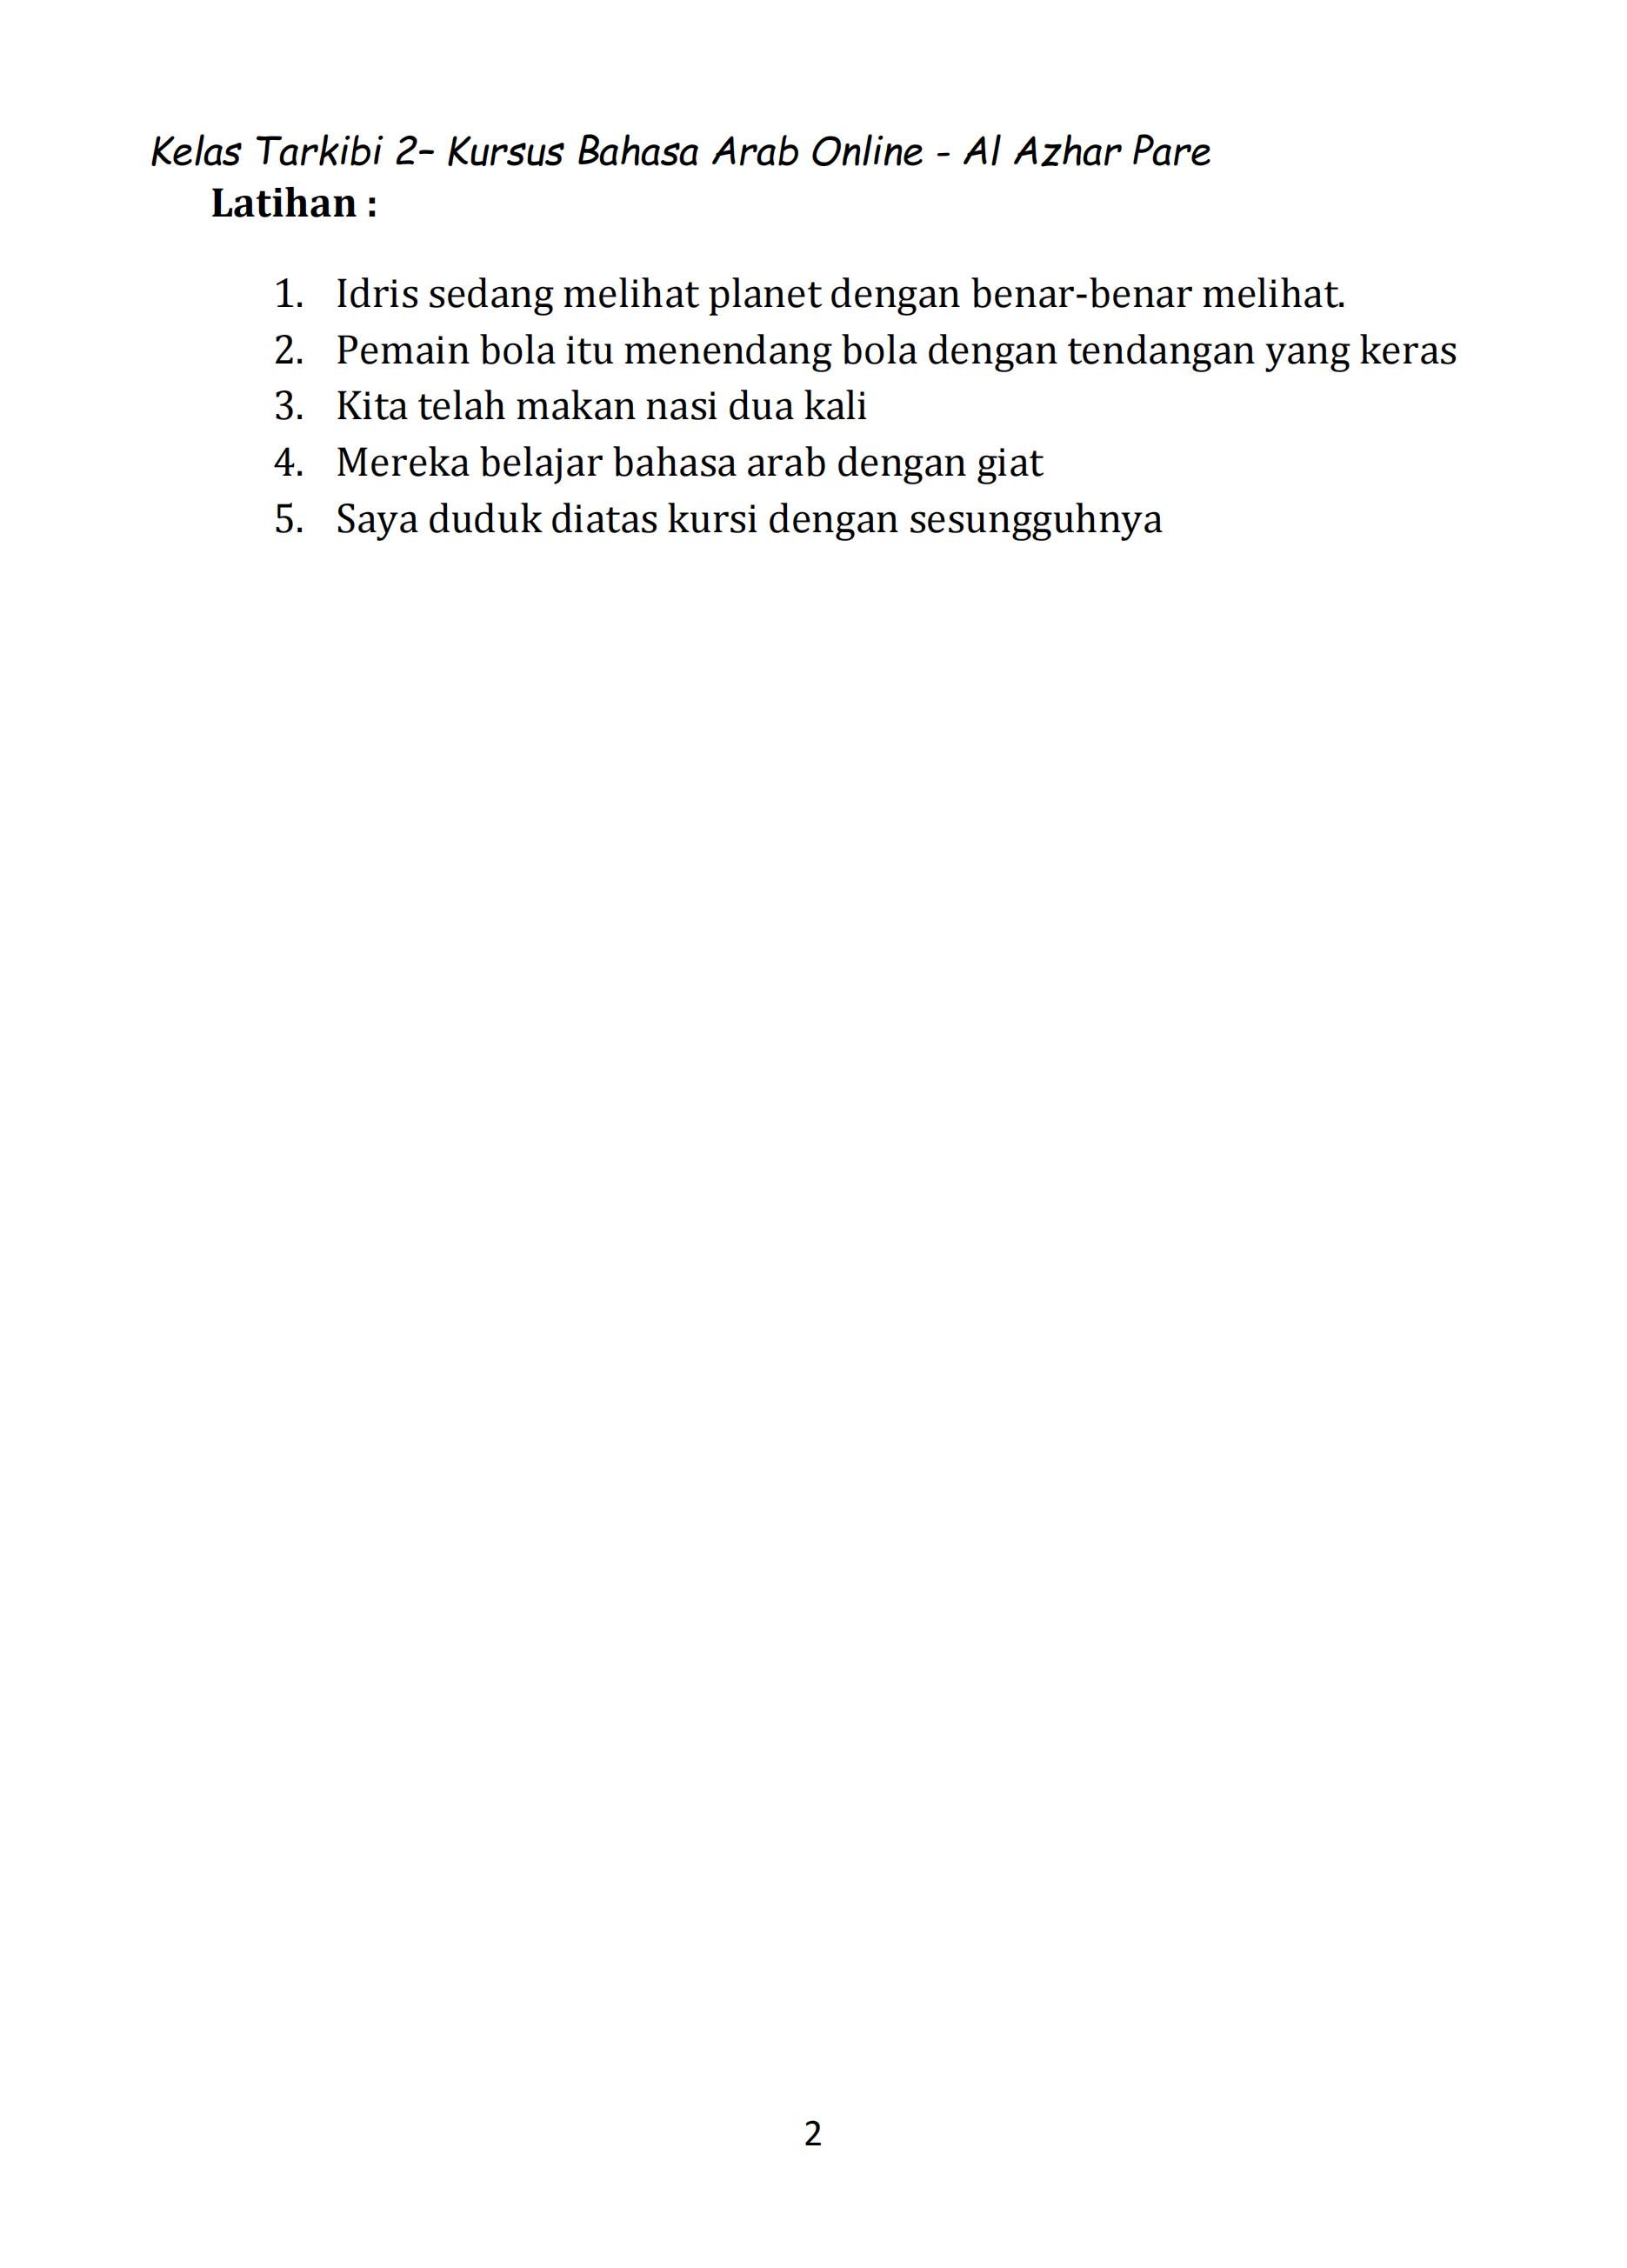 Kelas Tarkibi 2– Kursus Bahasa Arab Online - Al Azhar Pare
Latihan :
1. Idris sedang melihat planet dengan benar-benar melihat.
2. Pemain bola itu menendang bola dengan tendangan yang keras
3. Kita telah makan nasi dua kali
4. Mereka belajar bahasa arab dengan giat
5. Saya duduk diatas kursi dengan sesungguhnya
2